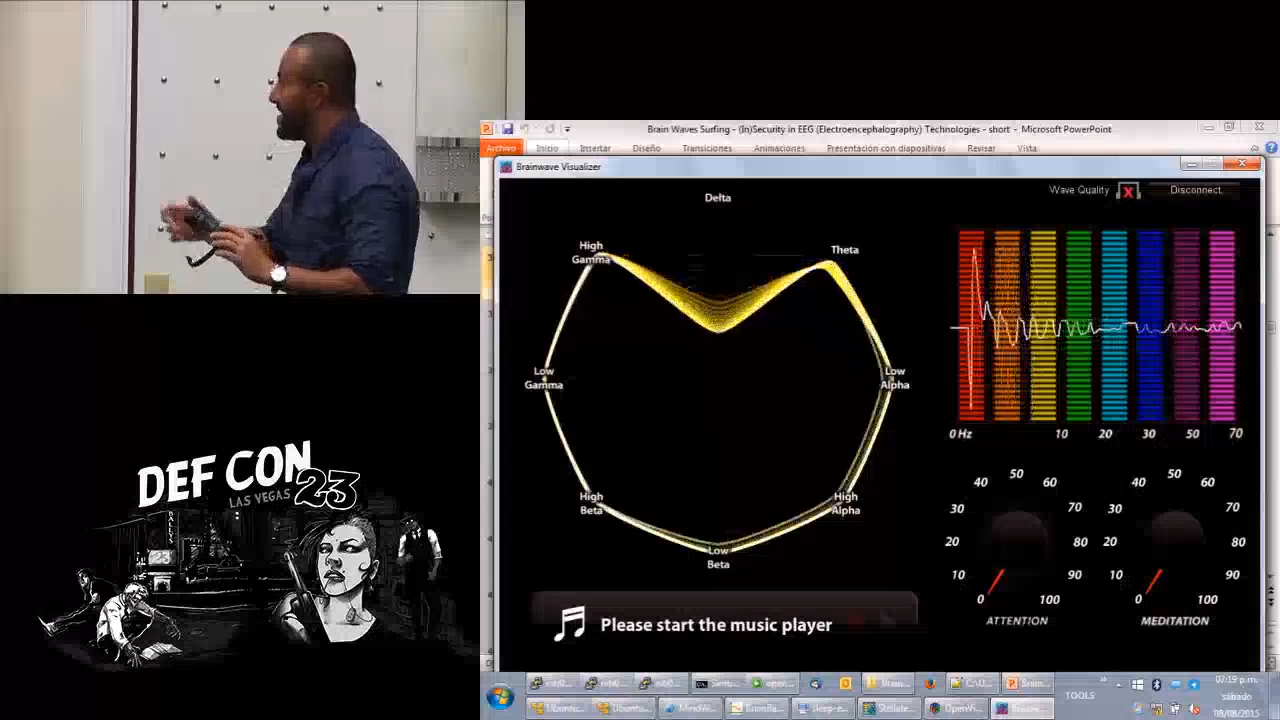 Brain Waves Surfing - (In)Security in EEG (Electroencephalography) Technologies - short - Microsoft PowerPoint
Archivo Inicio Insertar Diseño Transiciones Animaciones Presentación con diapositivas Revisar Vista
Brainwave Visualizer
Wave Quality X Disconnect
Delta
High
Gamma
Theta
Low
Gamma
Low
Alpha
High
Beta
High
Alpha
Low
Beta
0 Hz 10 20 30 50 70
0 10 20 30 40 50 60 70 80 90 100
ATTENTION
0 10 20 30 40 50 60 70 80 90 100
MEDITATION
Please start the music player
DEF CON
LAS VEGAS 23
BALLY'S
TOOLS
07:19 p.m.
sábado
08/08/2015